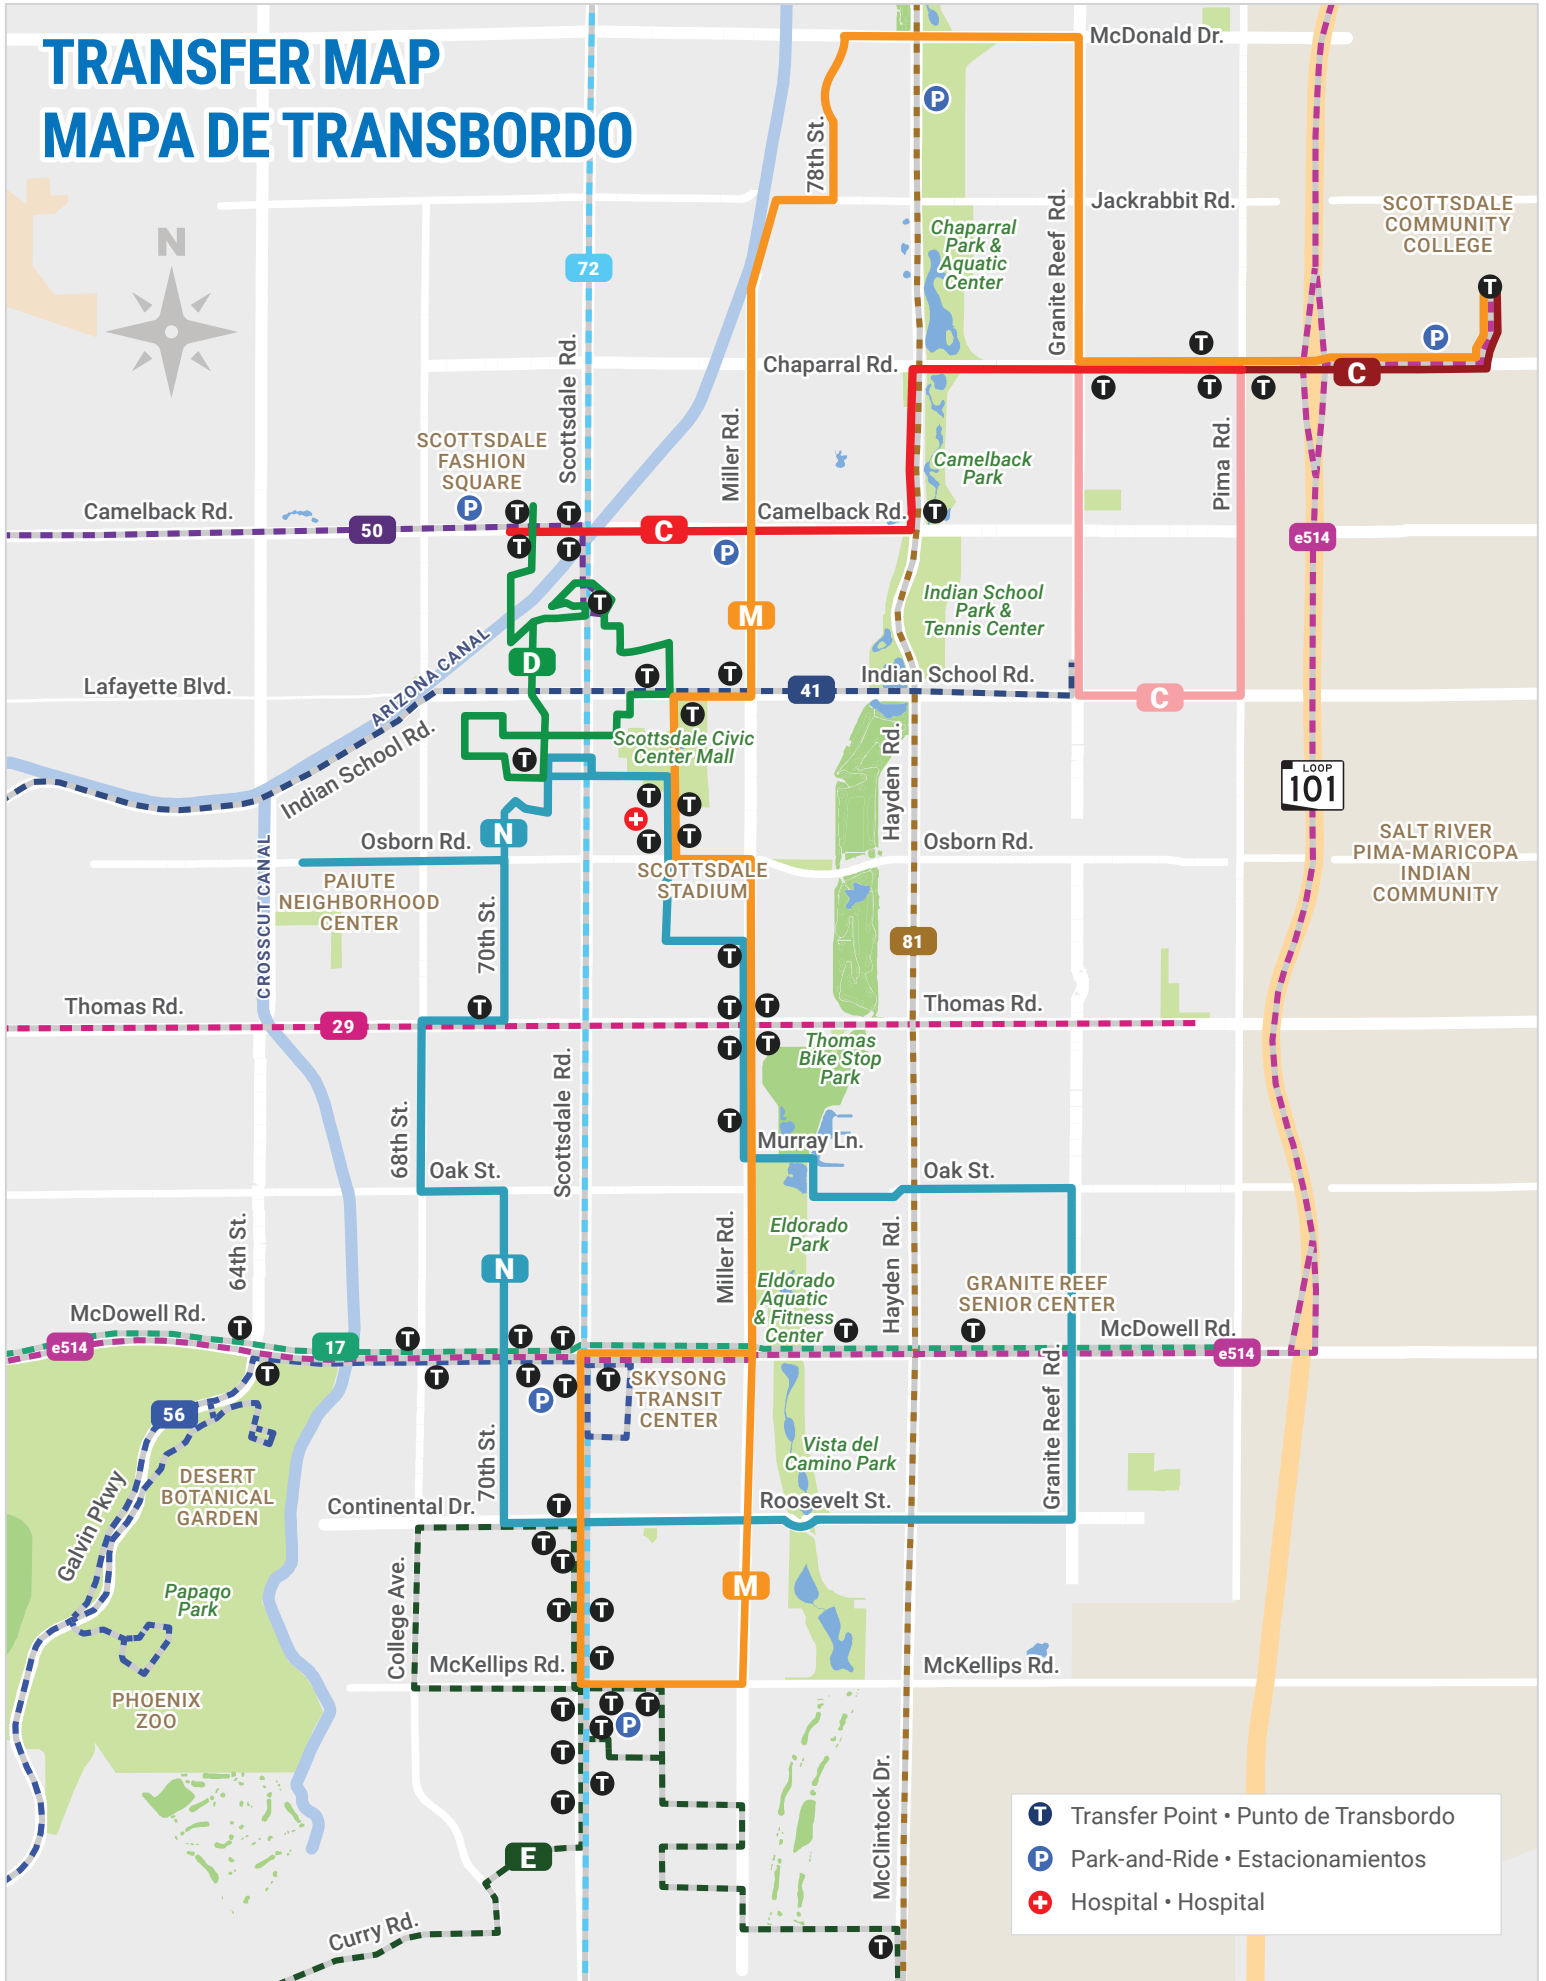 TRANSFER MAP
MAPA DE TRANSBORDO
McDonald Dr.
78th St.
N
Jackrabbit Rd.
Granite Reef Rd.
SCOTTSDALE
COMMUNITY
COLLEGE
P
Chaparral
Park &
Aquatic
Center
72
T
P
T
Scottsdale Rd.
Chaparral Rd.
C
T
T
T
Miller Rd.
Pima Rd.
SCOTTSDALE
FASHION
SQUARE
Camelback
Park
P
T
T
Camelback Rd.
Camelback Rd.
T
50
C
e514
T
T
P
Indian School
Park &
Tennis Center
T
M
D
ARIZONA CANAL
T
T
Indian School Rd.
Lafayette Blvd.
41
C
Indian School Rd.
T
Scottsdale Civic
Center Mall
T
Hayden Rd.
LOOP
101
T
T
T
T
N
Osborn Rd.
Osborn Rd.
CROSSCUT CANAL
SCOTTSDALE
STADIUM
PAIUTE
NEIGHBORHOOD
CENTER
SALT RIVER
PIMA-MARICOPA
INDIAN
COMMUNITY
70th St.
81
T
Thomas Rd.
T
T
T
Thomas Rd.
29
T
T
Thomas
Bike Stop
Park
Scottsdale Rd.
68th St.
T
Murray Ln.
Oak St.
Oak St.
64th St.
Miller Rd.
Eldorado
Park
Hayden Rd.
N
Eldorado
Aquatic
& Fitness
Center
GRANITE REEF
SENIOR CENTER
McDowell Rd.
McDowell Rd.
T
T
T
T
T
T
e514
17
e514
T
T
T
T
T
P
SKYSONG
TRANSIT
CENTER
56
Granite Reef Rd.
70th St.
Vista del
Camino Park
DESERT
BOTANICAL
GARDEN
Galvin Pkwy
Continental Dr.
T
Roosevelt St.
T
T
Papago
Park
College Ave.
M
T
T
T
McKellips Rd.
McKellips Rd.
PHOENIX
ZOO
T
T
T
T
P
T
T
T
McClintock Dr.
E
Curry Rd.
T
T Transfer Point • Punto de Transbordo
P Park-and-Ride • Estacionamientos
Hospital • Hospital